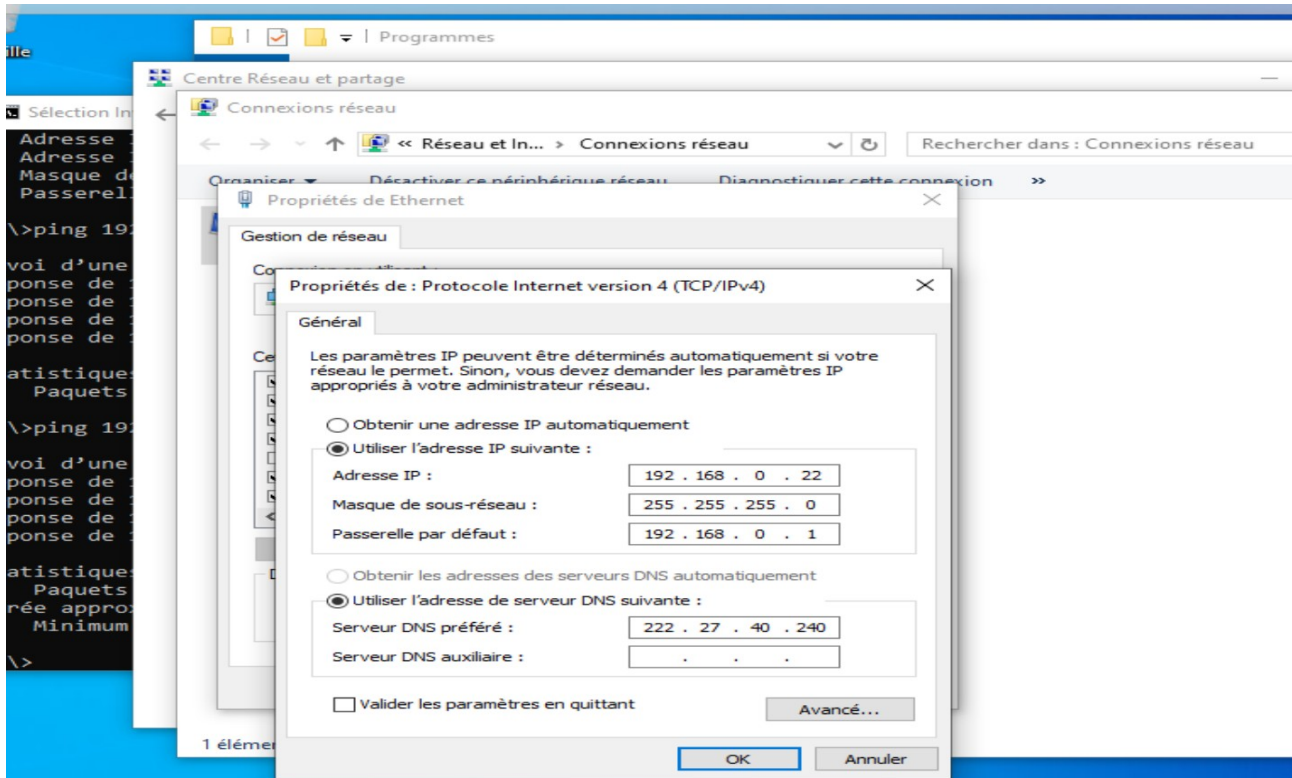 ille
Programmes
Centre Réseau et partage
Sélection In
Connexions réseau
« Réseau et In... > Connexions réseau
Rechercher dans : Connexions réseau
Organiser
Désactiver ce périphérique réseau
Diagnostiquer cette connexion
»
Propriétés de Ethernet
Gestion de réseau
Adresse
Adresse
Masque d
Passerel
\>ping 19
voi d’une
ponse de
ponse de
ponse de
ponse de
atistique
Paquets
\>ping 19
voi d’une
ponse de
ponse de
ponse de
ponse de
atistique
Paquets
rée appro
Minimum
\>
Propriétés de : Protocole Internet version 4 (TCP/IPv4)
Général
Les paramètres IP peuvent être déterminés automatiquement si votre
réseau le permet. Sinon, vous devez demander les paramètres IP
appropriés à votre administrateur réseau.
Obtenir une adresse IP automatiquement
Utiliser l’adresse IP suivante :
Adresse IP : 192 . 168 . 0 . 22
Masque de sous-réseau : 255 . 255 . 255 . 0
Passerelle par défaut : 192 . 168 . 0 . 1
Obtenir les adresses des serveurs DNS automatiquement
Utiliser l’adresse de serveur DNS suivante :
Serveur DNS préféré : 222 . 27 . 40 . 240
Serveur DNS auxiliaire : . . .
Valider les paramètres en quittant
Avancé...
1 éléme
OK
Annuler